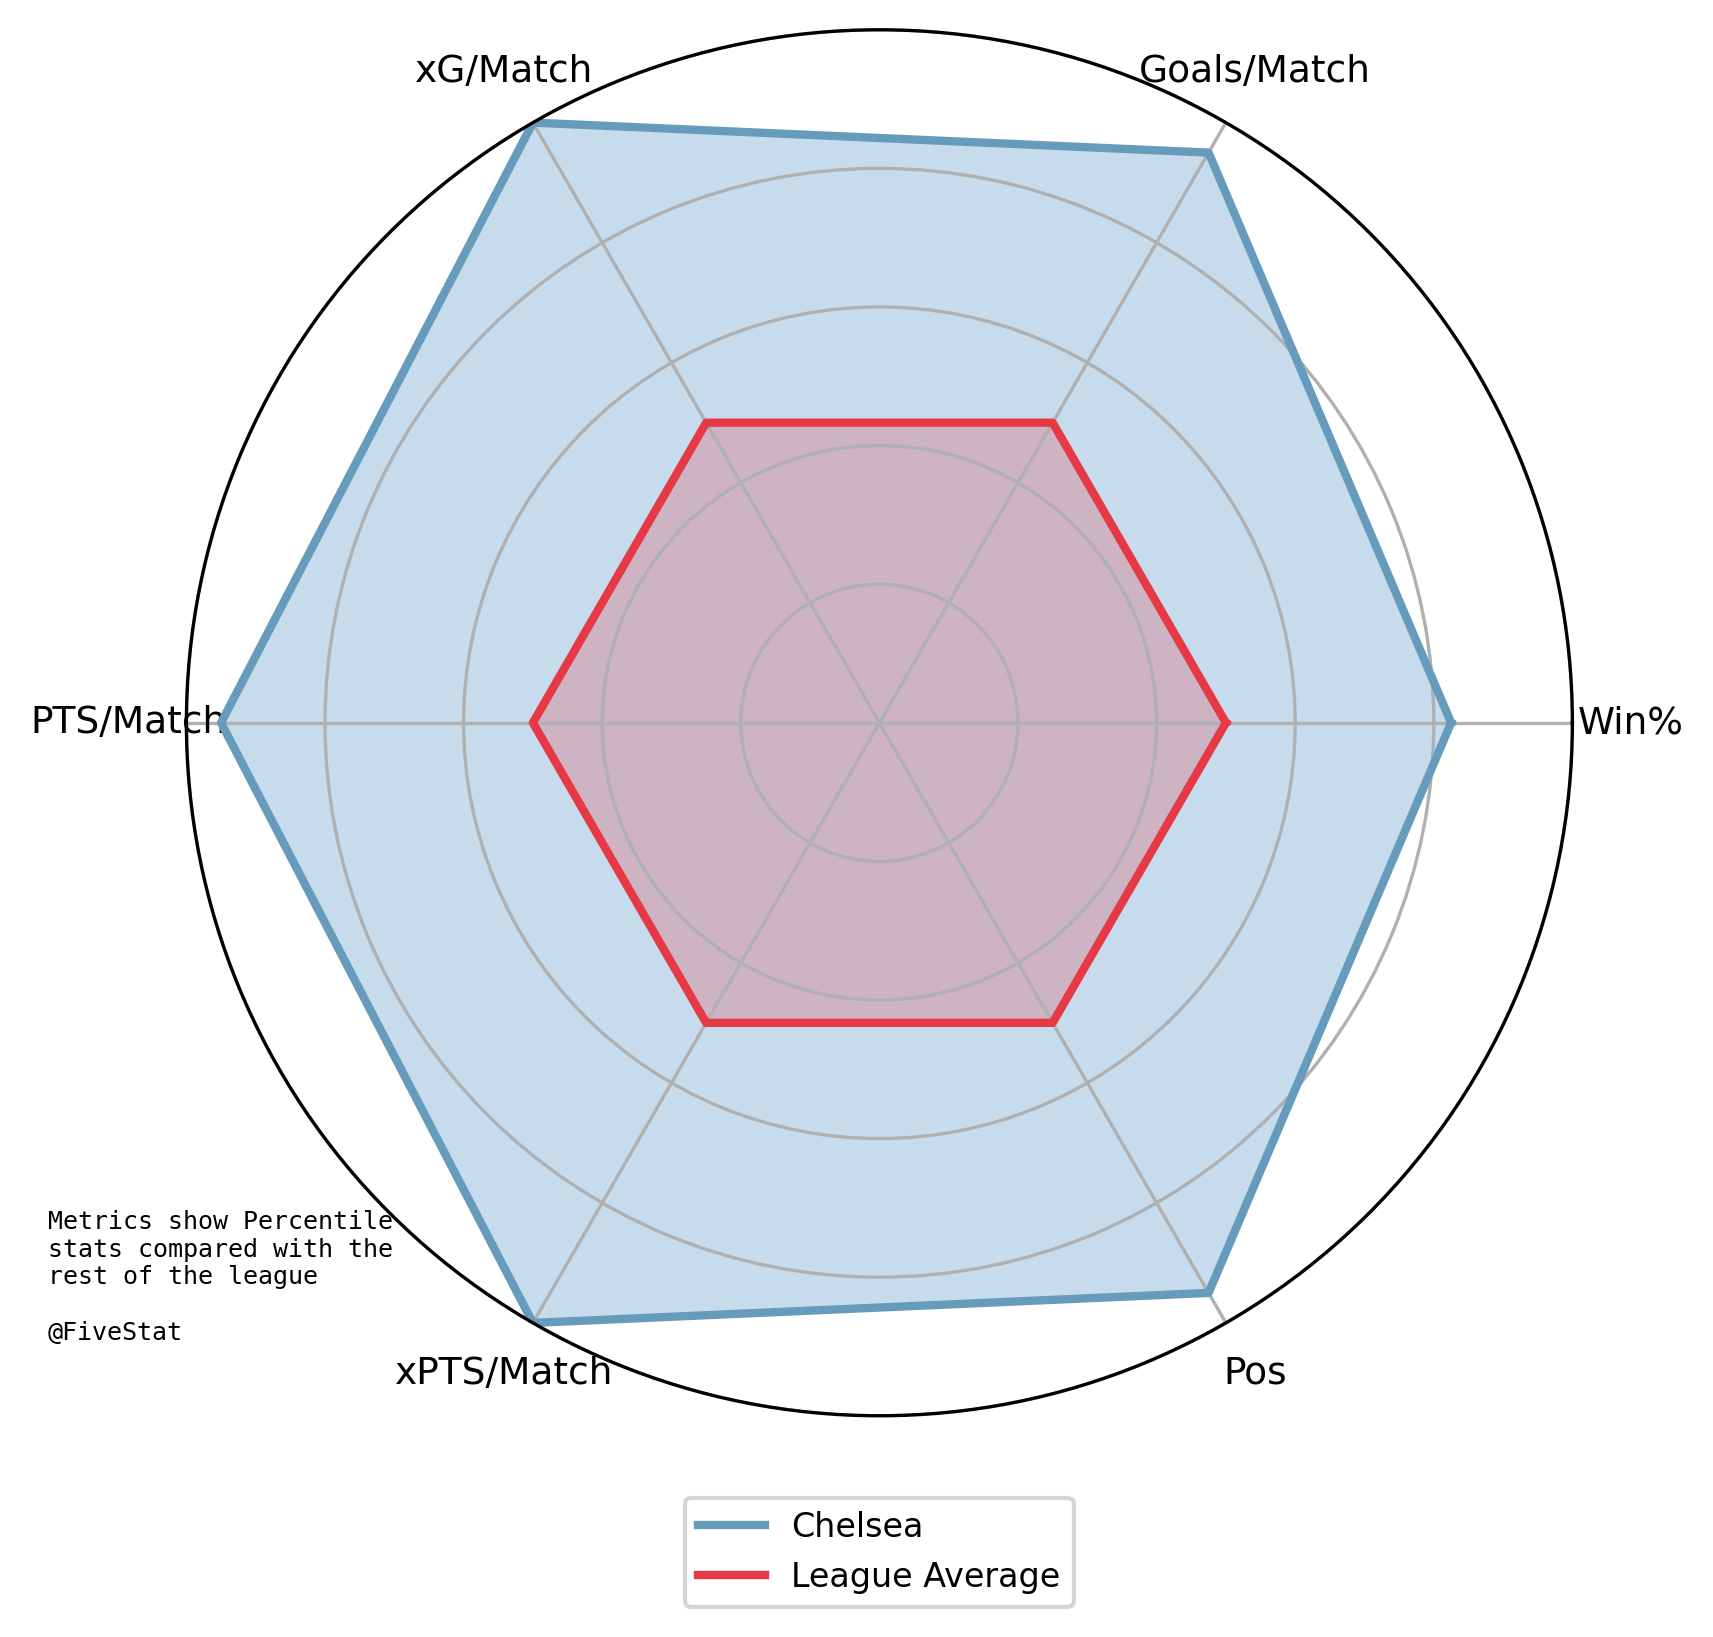 xG/Match
Goals/Match
PTS/Match
Win%
Metrics show Percentile
stats compared with the
rest of the league
@FiveStat
xPTS/Match
Pos
Chelsea
League Average